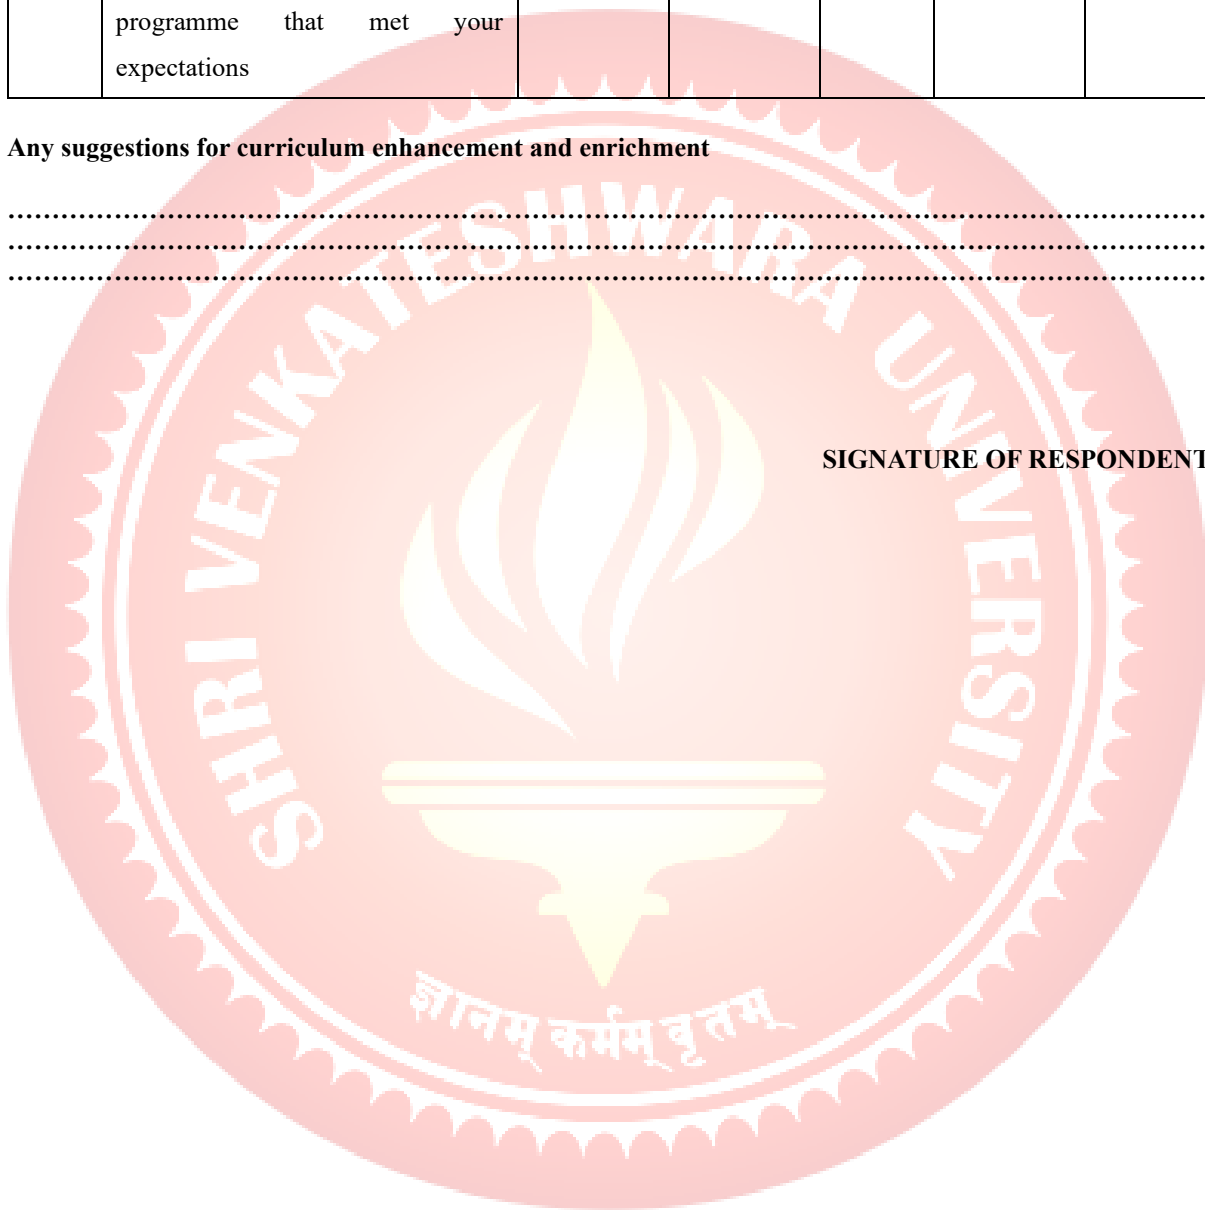 programme that met your
expectations
Any suggestions for curriculum enhancement and enrichment
................................................................................................................................................
................................................................................................................................................
................................................................................................................................................
SIGNATURE OF RESPONDENT
SHRI VENKATESHWARA UNIVERSITY
ज्ञानम् कर्मम् वृतम्